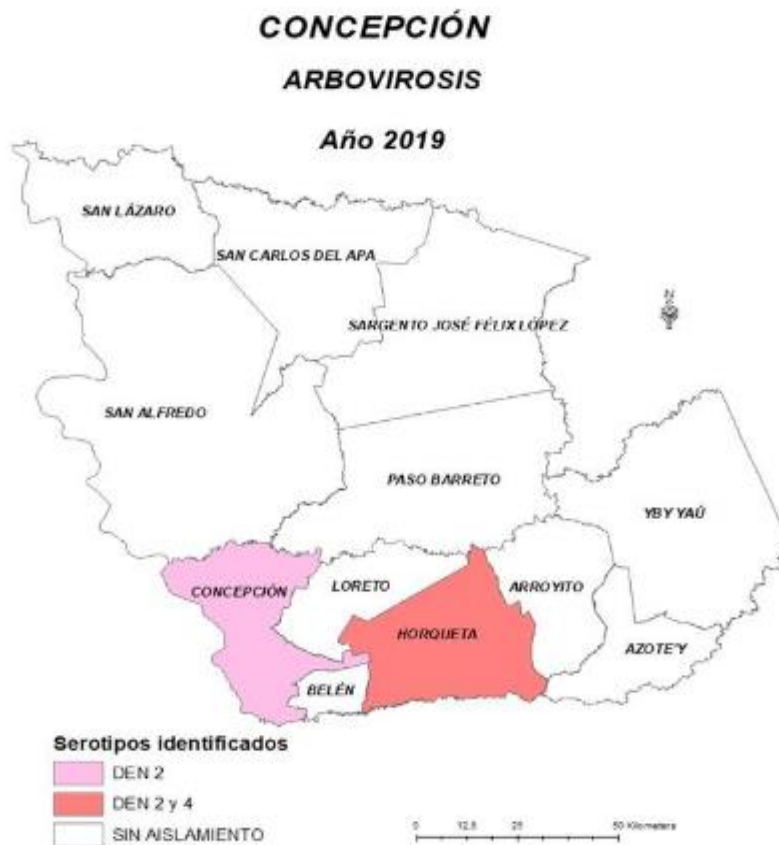 CONCEPCIÓN
ARBOVIROSIS
Año 2019
SAN LÁZARO
SAN CARLOS DEL APA
SARGENTO JOSÉ FÉLIX LÓPEZ
SAN ALFREDO
PASO BARRETO
YBY YAÚ
CONCEPCIÓN
LORETO
ARROYITO
HORQUETA
AZOTE'Y
BELÉN
Serotipos identificados
DEN 2
DEN 2 y 4
SIN AISLAMIENTO
0 12,5 25 50 Kilometers